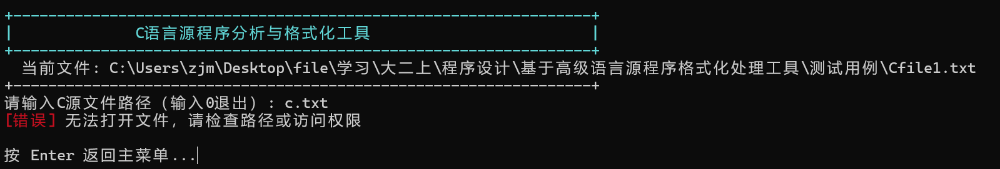 +------------------------------------------------------------------+
|              C语言源程序分析与格式化工具                         |
+------------------------------------------------------------------+
  当前文件: C:\Users\zjm\Desktop\file\学习\大二上\程序设计\基于高级语言源程序格式化处理工具\测试用例\Cfile1.txt
+------------------------------------------------------------------+
请输入C源文件路径（输入0退出）: c.txt
[错误] 无法打开文件，请检查路径或访问权限
按 Enter 返回主菜单...